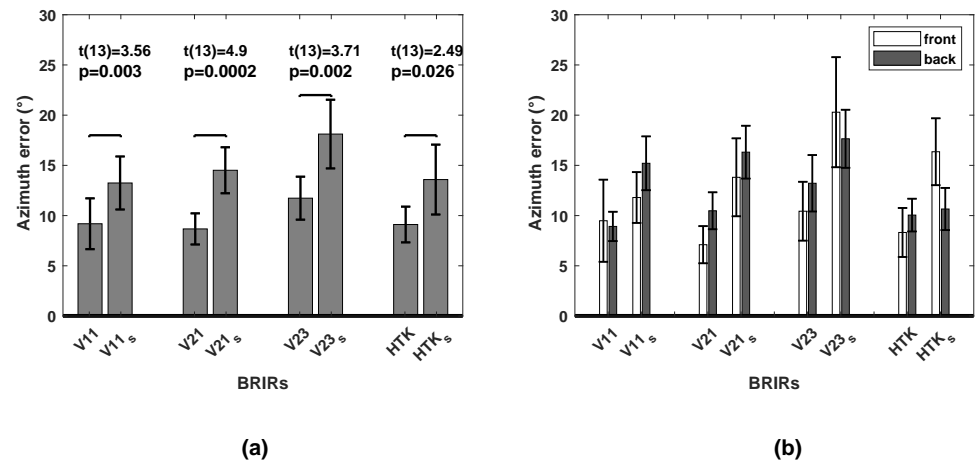 30
25
20
15
10
5
0
Azimuth error (°)
t(13)=3.56
p=0.003
t(13)=4.9
p=0.0002
t(13)=3.71
p=0.002
t(13)=2.49
p=0.026
V11
V11 s
V21
V21 s
V23
V23 s
HTK
HTK s
BRIRs
(a)
30
25
20
15
10
5
0
Azimuth error (°)
front
back
V11
V11 s
V21
V21 s
V23
V23 s
HTK
HTK s
BRIRs
(b)